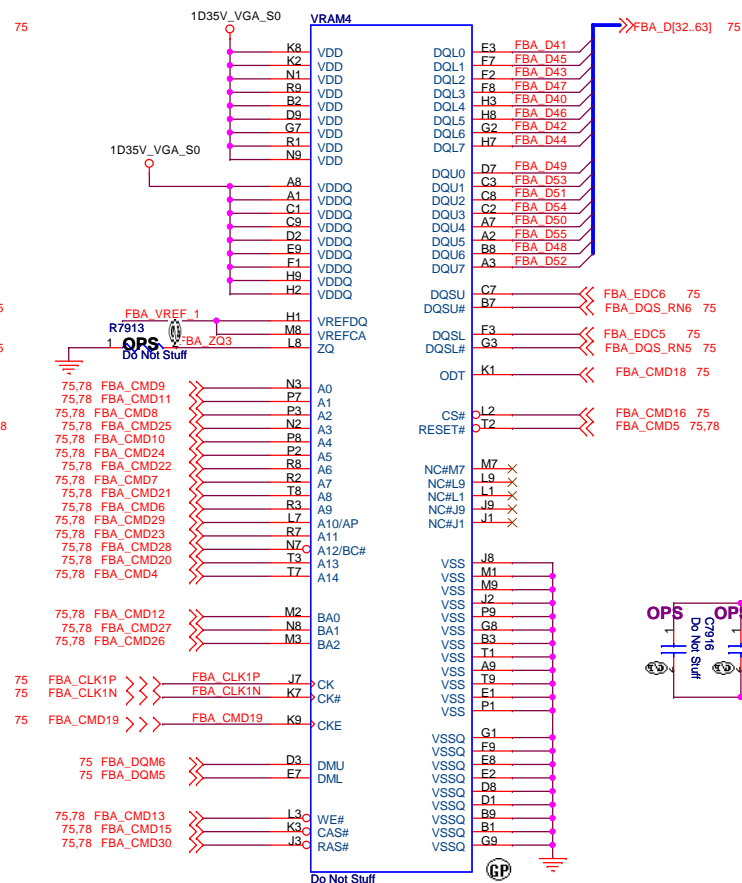 1D35V_VGA_S0
VRAM4
75
FBA_D[32..63] 75
K8 VDD DQL0 E3 FBA_D41
K2 VDD DQL1 F7 FBA_D45
N1 VDD DQL2 F2 FBA_D43
R9 VDD DQL3 F8 FBA_D47
B2 VDD DQL4 H3 FBA_D40
D9 VDD DQL5 H8 FBA_D46
G7 VDD DQL6 G2 FBA_D42
R1 VDD DQL7 H7 FBA_D44
N9 VDD
1D35V_VGA_S0
DQU0 D7 FBA_D49
A8 VDDQ DQU1 C3 FBA_D53
A1 VDDQ DQU2 C8 FBA_D51
C1 VDDQ DQU3 C2 FBA_D54
C9 VDDQ DQU4 A7 FBA_D50
D2 VDDQ DQU5 A2 FBA_D55
E9 VDDQ DQU6 B8 FBA_D48
F1 VDDQ DQU7 A3 FBA_D52
H9 VDDQ
H2 VDDQ DQSU C7 FBA_EDC6 75
DQSU# B7 FBA_DQS_RN6 75
FBA_VREF_1 H1 VREFDQ
M8 VREFCA DQSL F3 FBA_EDC5 75
R7913 1 OPS FBA_ZQ3 L8 ZQ DQSL# G3 FBA_DQS_RN5 75
Do Not Stuff
ODT K1 FBA_CMD18 75
75,78 FBA_CMD9 N3 A0
75,78 FBA_CMD11 P7 A1
75,78 FBA_CMD8 P3 A2 CS# L2 FBA_CMD16 75
75,78 FBA_CMD25 N2 A3 RESET# T2 FBA_CMD5 75,78
75,78 FBA_CMD10 P8 A4
75,78 FBA_CMD24 P2 A5
75,78 FBA_CMD22 R8 A6 NC#M7 M7
75,78 FBA_CMD7 R2 A7 NC#L9 L9
75,78 FBA_CMD21 T8 A8 NC#L1 L1
75,78 FBA_CMD6 R3 A9 NC#J9 J9
75,78 FBA_CMD29 L7 A10/AP NC#J1 J1
75,78 FBA_CMD23 R7 A11
75,78 FBA_CMD28 N7 A12/BC#
75,78 FBA_CMD20 T3 A13 VSS J8
75,78 FBA_CMD4 T7 A14 VSS M1
VSS M9
VSS J2
75,78 FBA_CMD12 M2 BA0 VSS P9
75,78 FBA_CMD27 N8 BA1 VSS G8
75,78 FBA_CMD26 M3 BA2 VSS B3
VSS T1
VSS A9
75 FBA_CLK1P FBA_CLK1P J7 CK VSS T9
75 FBA_CLK1N FBA_CLK1N K7 CK# VSS E1
VSS P1
75 FBA_CMD19 FBA_CMD19 K9 CKE
VSSQ G1
VSSQ F9
75 FBA_DQM6 D3 DMU VSSQ E8
75 FBA_DQM5 E7 DML VSSQ E2
VSSQ D8
VSSQ D1
75,78 FBA_CMD13 L3 WE# VSSQ B9
75,78 FBA_CMD15 K3 CAS# VSSQ B1
75,78 FBA_CMD30 J3 RAS# VSSQ G9
Do Not Stuff
GP
OPS
1
C7916
Do Not Stuff
1